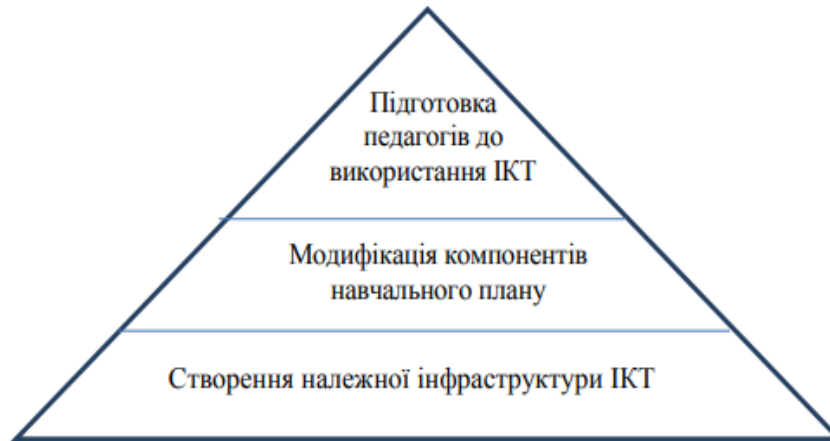 Підготовка
педагогів до
використання ІКТ
Модифікація компонентів
навчального плану
Створення належної інфраструктури ІКТ